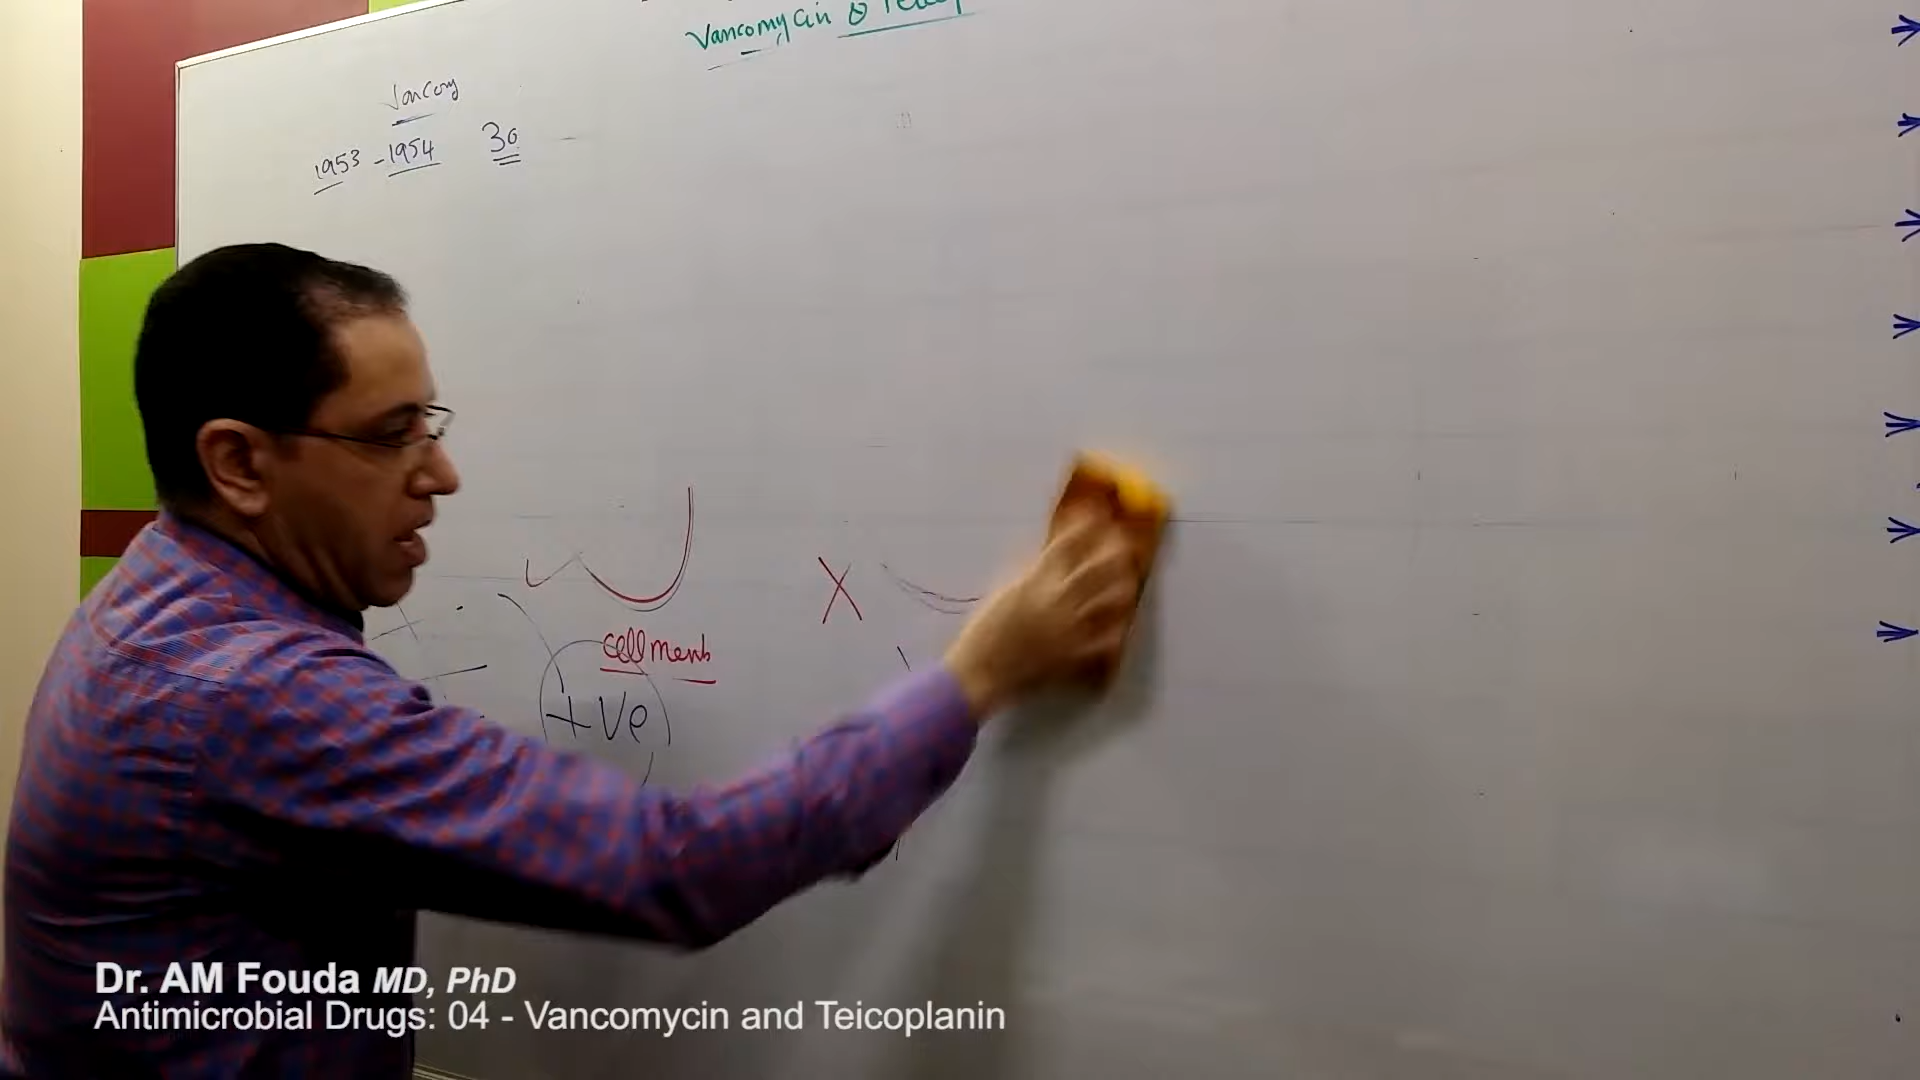 Vancomycin &
Vancomy
1953 - 1954 30
X
cell memb
+ve
Dr. AM Fouda MD, PhD
Antimicrobial Drugs: 04 - Vancomycin and Teicoplanin